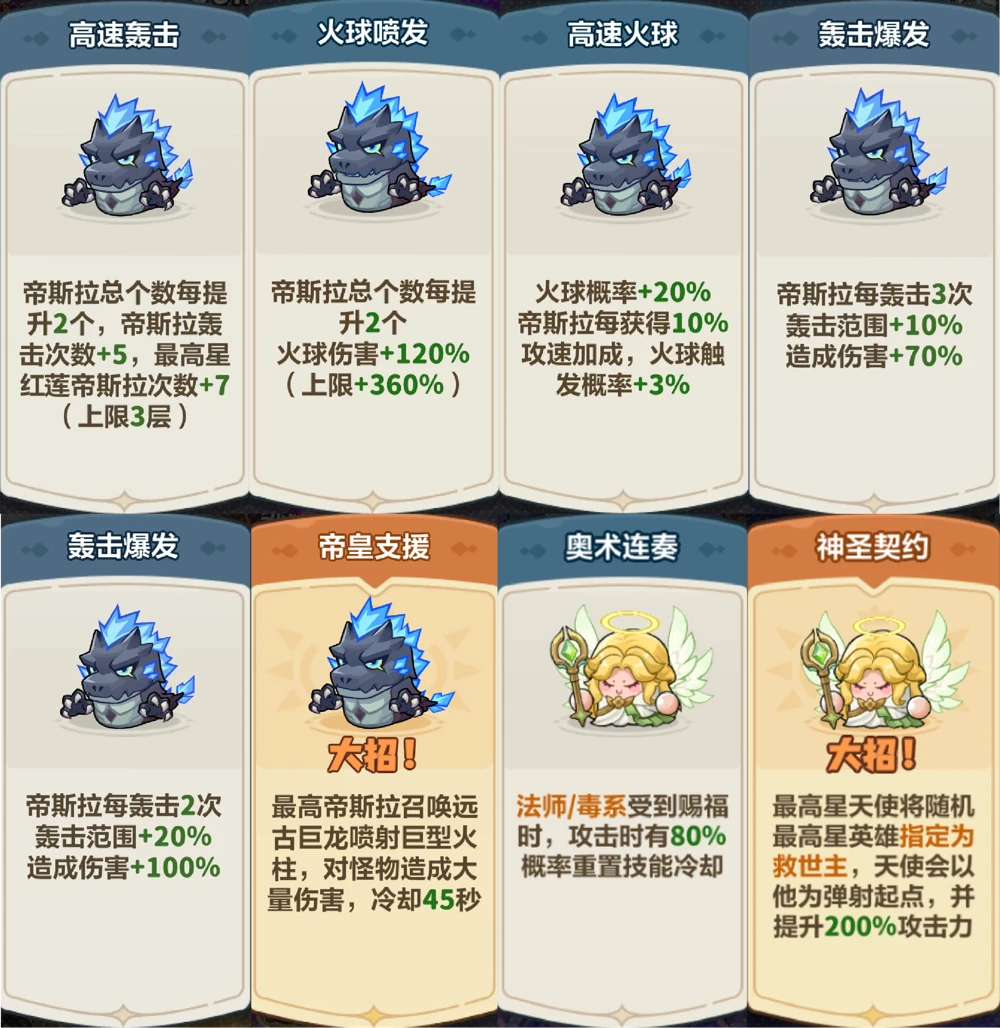 高速轰击
帝斯拉总个数每提
升2个，帝斯拉轰
击次数+5，最高星
红莲帝斯拉次数+7
（上限3层）
火球喷发
帝斯拉总个数每提
升2个
火球伤害+120%
（上限+360%）
高速火球
火球概率+20%
帝斯拉每获得10%
攻速加成，火球触
发概率+3%
轰击爆发
帝斯拉每轰击3次
轰击范围+10%
造成伤害+70%
轰击爆发
帝斯拉每轰击2次
轰击范围+20%
造成伤害+100%
帝皇支援
大招！
最高帝斯拉召唤远
古巨龙喷射巨型火
柱，对怪物造成大
量伤害，冷却45秒
奥术连奏
法师/毒系受到赐福
时，攻击时有80%
概率重置技能冷却
神圣契约
大招！
最高星天使将随机
最高星英雄指定为
救世主，天使会以
他为弹射起点，并
提升200%攻击力